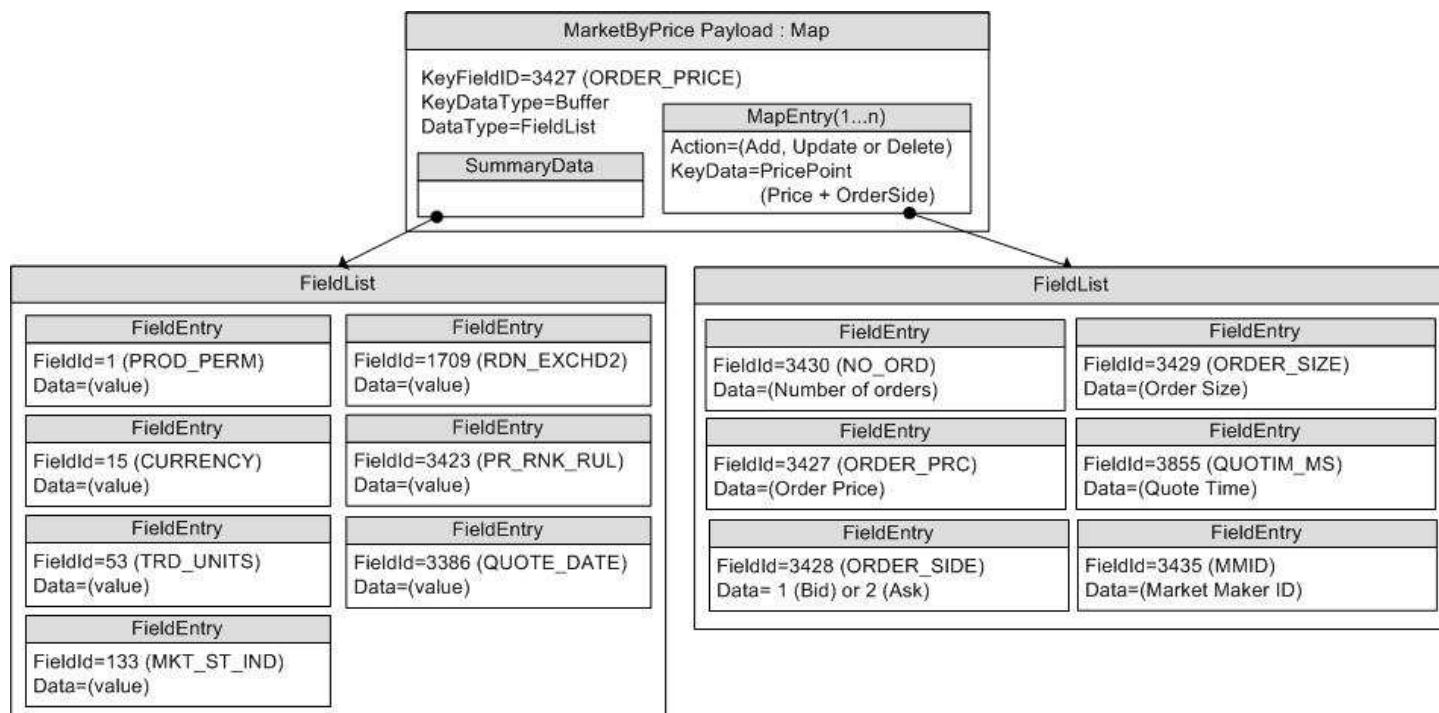 MarketByPrice Payload : Map
KeyFieldID=3427 (ORDER_PRICE)
KeyDataType=Buffer
DataType=FieldList
SummaryData
MapEntry(1...n)
Action=(Add, Update or Delete)
KeyData=PricePoint
(Price + OrderSide)
FieldList
FieldEntry
FieldId=1 (PROD_PERM)
Data=(value)
FieldEntry
FieldId=1709 (RDN_EXCHD2)
Data=(value)
FieldEntry
FieldId=15 (CURRENCY)
Data=(value)
FieldEntry
FieldId=3423 (PR_RNK_RUL)
Data=(value)
FieldEntry
FieldId=53 (TRD_UNITS)
Data=(value)
FieldEntry
FieldId=3386 (QUOTE_DATE)
Data=(value)
FieldEntry
FieldId=133 (MKT_ST_IND)
Data=(value)
FieldList
FieldEntry
FieldId=3430 (NO_ORD)
Data=(Number of orders)
FieldEntry
FieldId=3429 (ORDER_SIZE)
Data=(Order Size)
FieldEntry
FieldId=3427 (ORDER_PRC)
Data=(Order Price)
FieldEntry
FieldId=3855 (QUOTIM_MS)
Data=(Quote Time)
FieldEntry
FieldId=3428 (ORDER_SIDE)
Data= 1 (Bid) or 2 (Ask)
FieldEntry
FieldId=3435 (MMID)
Data=(Market Maker ID)